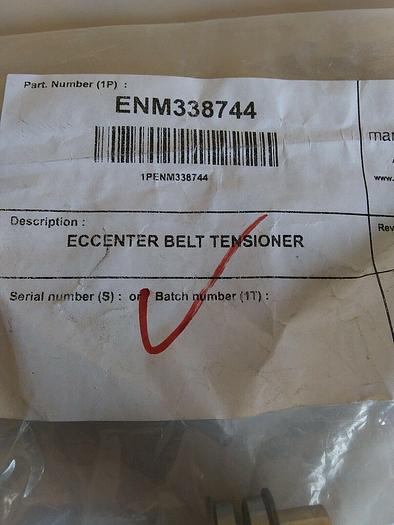 Part. Number (1P) :
ENM338744
1PENM338744
Description :
ECCENTER BELT TENSIONER
Serial number (S) : or Batch number (1T) :